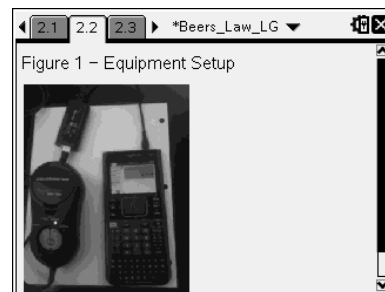 2.1 2.2 2.3 *Beers_Law_LG
Figure 1 – Equipment Setup